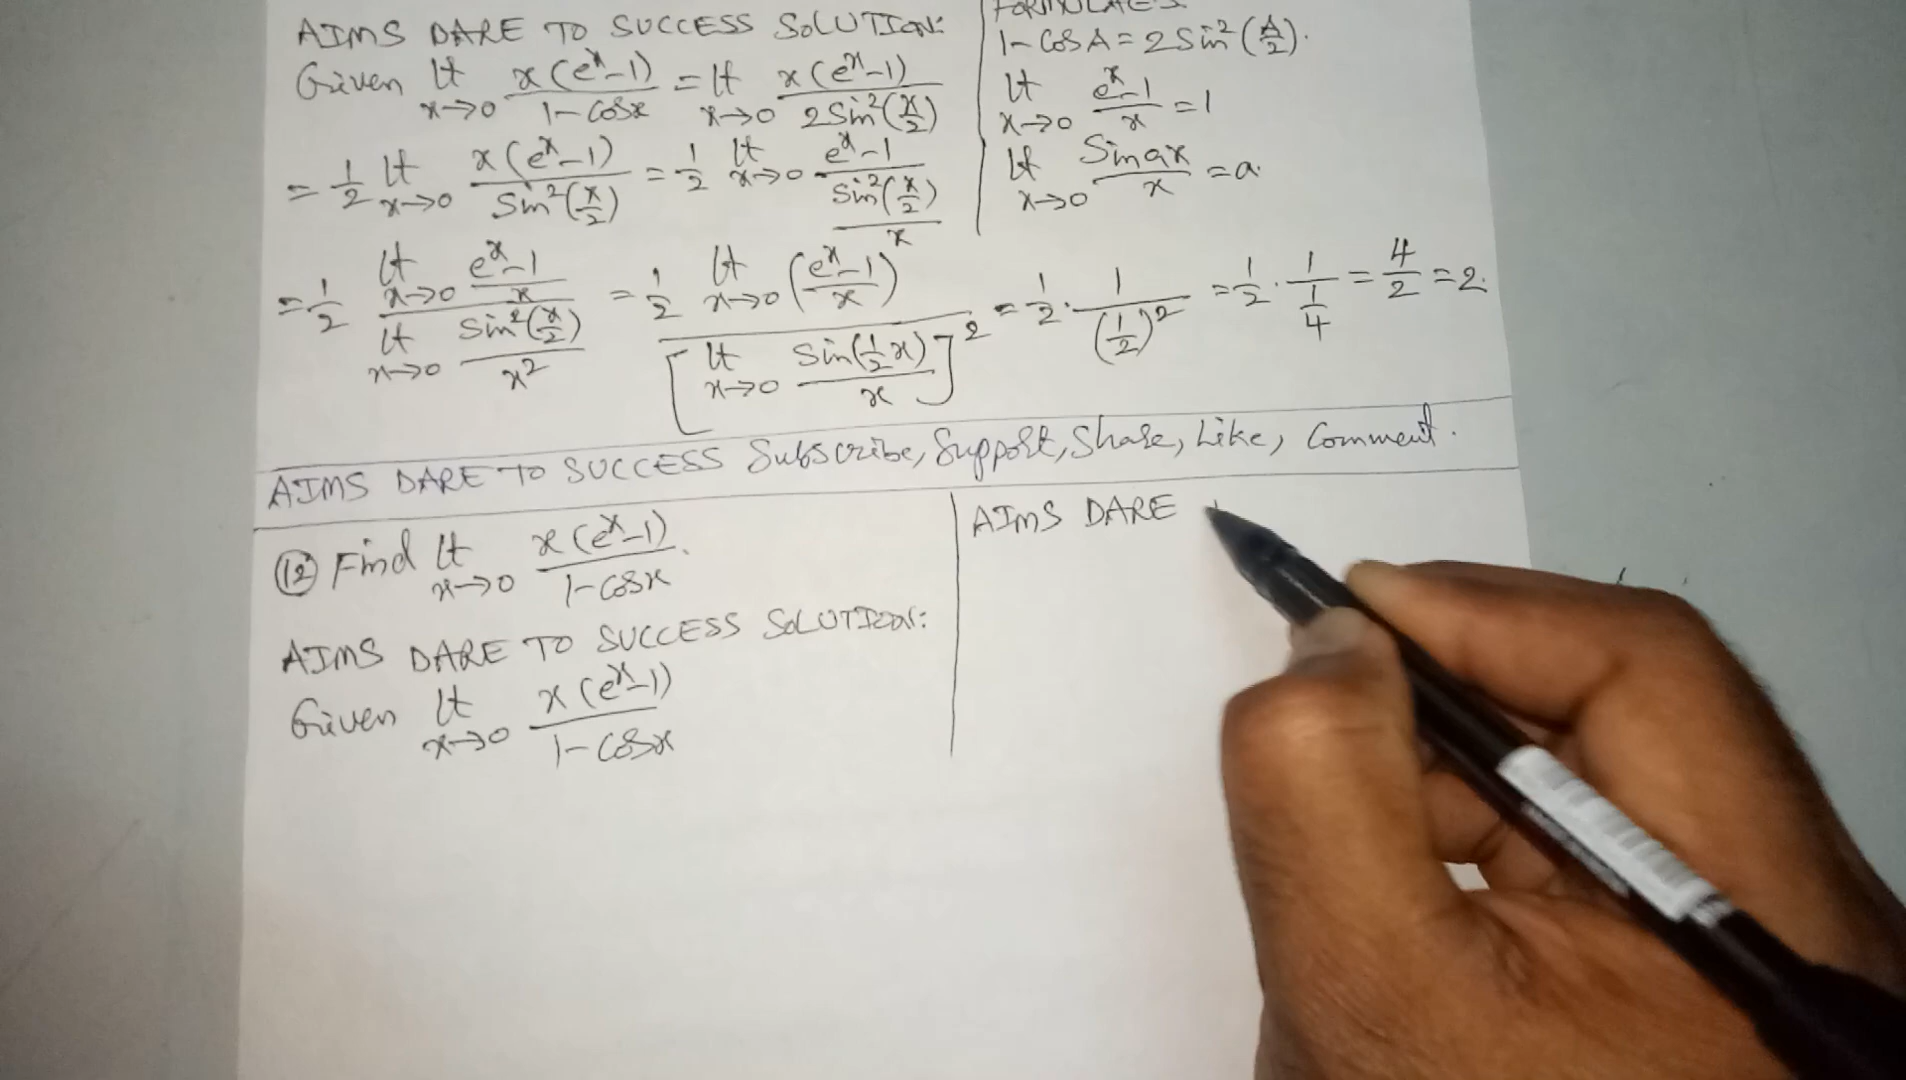 AIMS DARE TO SUCCESS SOLUTION:
Given lt x→0 x(e^x-1)/1-cosx = lt x→0 x(e^x-1)/2Sin²(x/2)
= 1/2 lt x→0 x(e^x-1)/Sin²(x/2) = 1/2 lt x→0 e^x-1/(Sin²(x/2)/x)
= 1/2 (lt x→0 e^x-1/x)/(lt x→0 Sin²(x/2)/x²) = 1/2 lt x→0 (e^x-1/x)/[lt x→0 Sin(1/2 x)/x]² = 1/2 · 1/(1/2)² = 1/2 · 1/(1/4) = 4/2 = 2.
FORMULAE:
1-CosA = 2Sin²(A/2).
lt x→0 e^x-1/x = 1
lt x→0 Sinax/x = a.
AIMS DARE TO SUCCESS Subscribe, Support, Share, Like, Comment.
(12) Find lt x→0 x(e^x-1)/1-cosx.
AIMS DARE TO SUCCESS SOLUTION:
Given lt x→0 x(e^x-1)/1-cosx
AIMS DARE